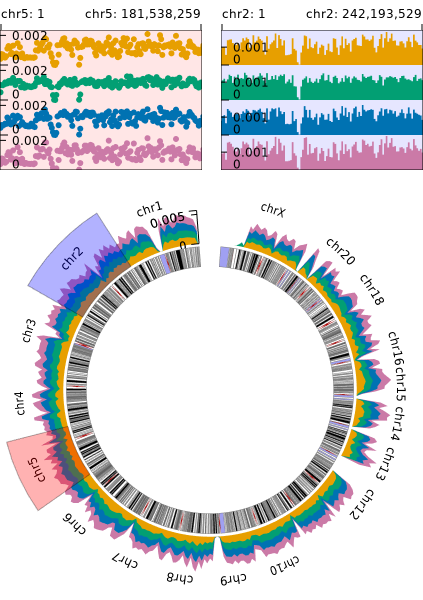 chr5: 1 chr5: 181,538,259 chr2: 1 chr2: 242,193,529
0.002
0
0.002
0
0.002
0
0.002
0
0.001
0
0.001
0
0.001
0
0.001
0
chr1
0.005
0
chrX
chr2
chr20
chr18
chr3
chr16
chr15
chr4
chr14
chr5
chr13
chr6
chr12
chr7
chr10
chr8
chr9